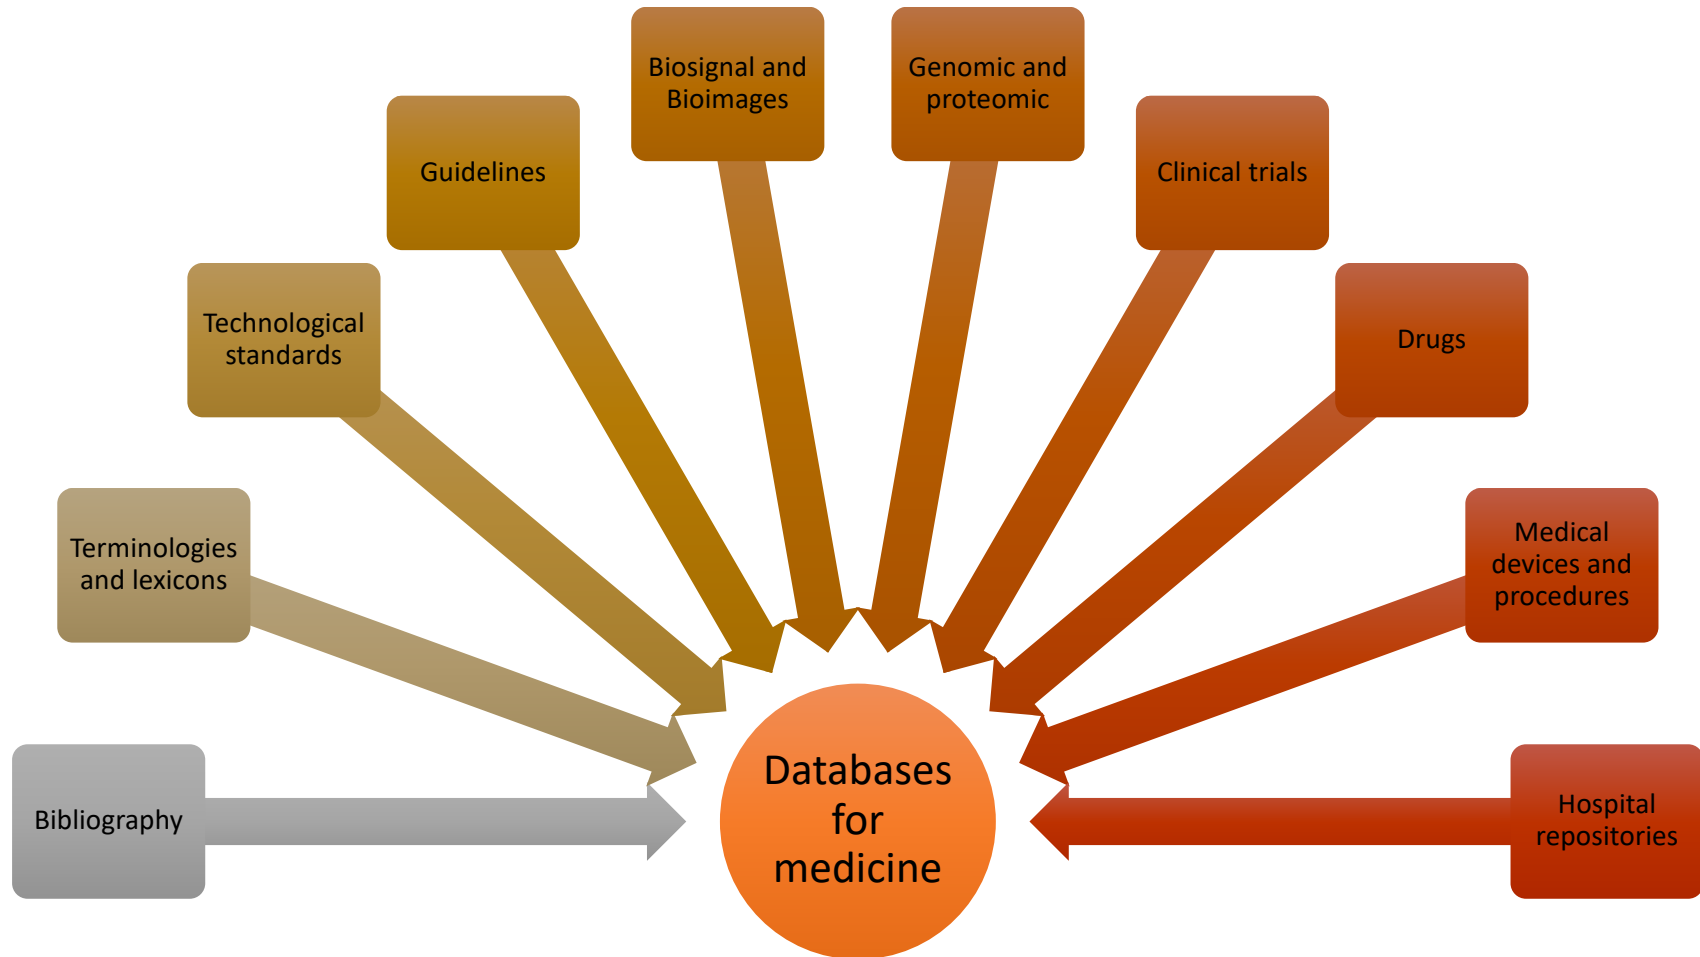 Bibliography
Terminologies
and lexicons
Technological
standards
Guidelines
Biosignal and
Bioimages
Genomic and
proteomic
Clinical trials
Drugs
Medical
devices and
procedures
Hospital
repositories
Databases
for
medicine